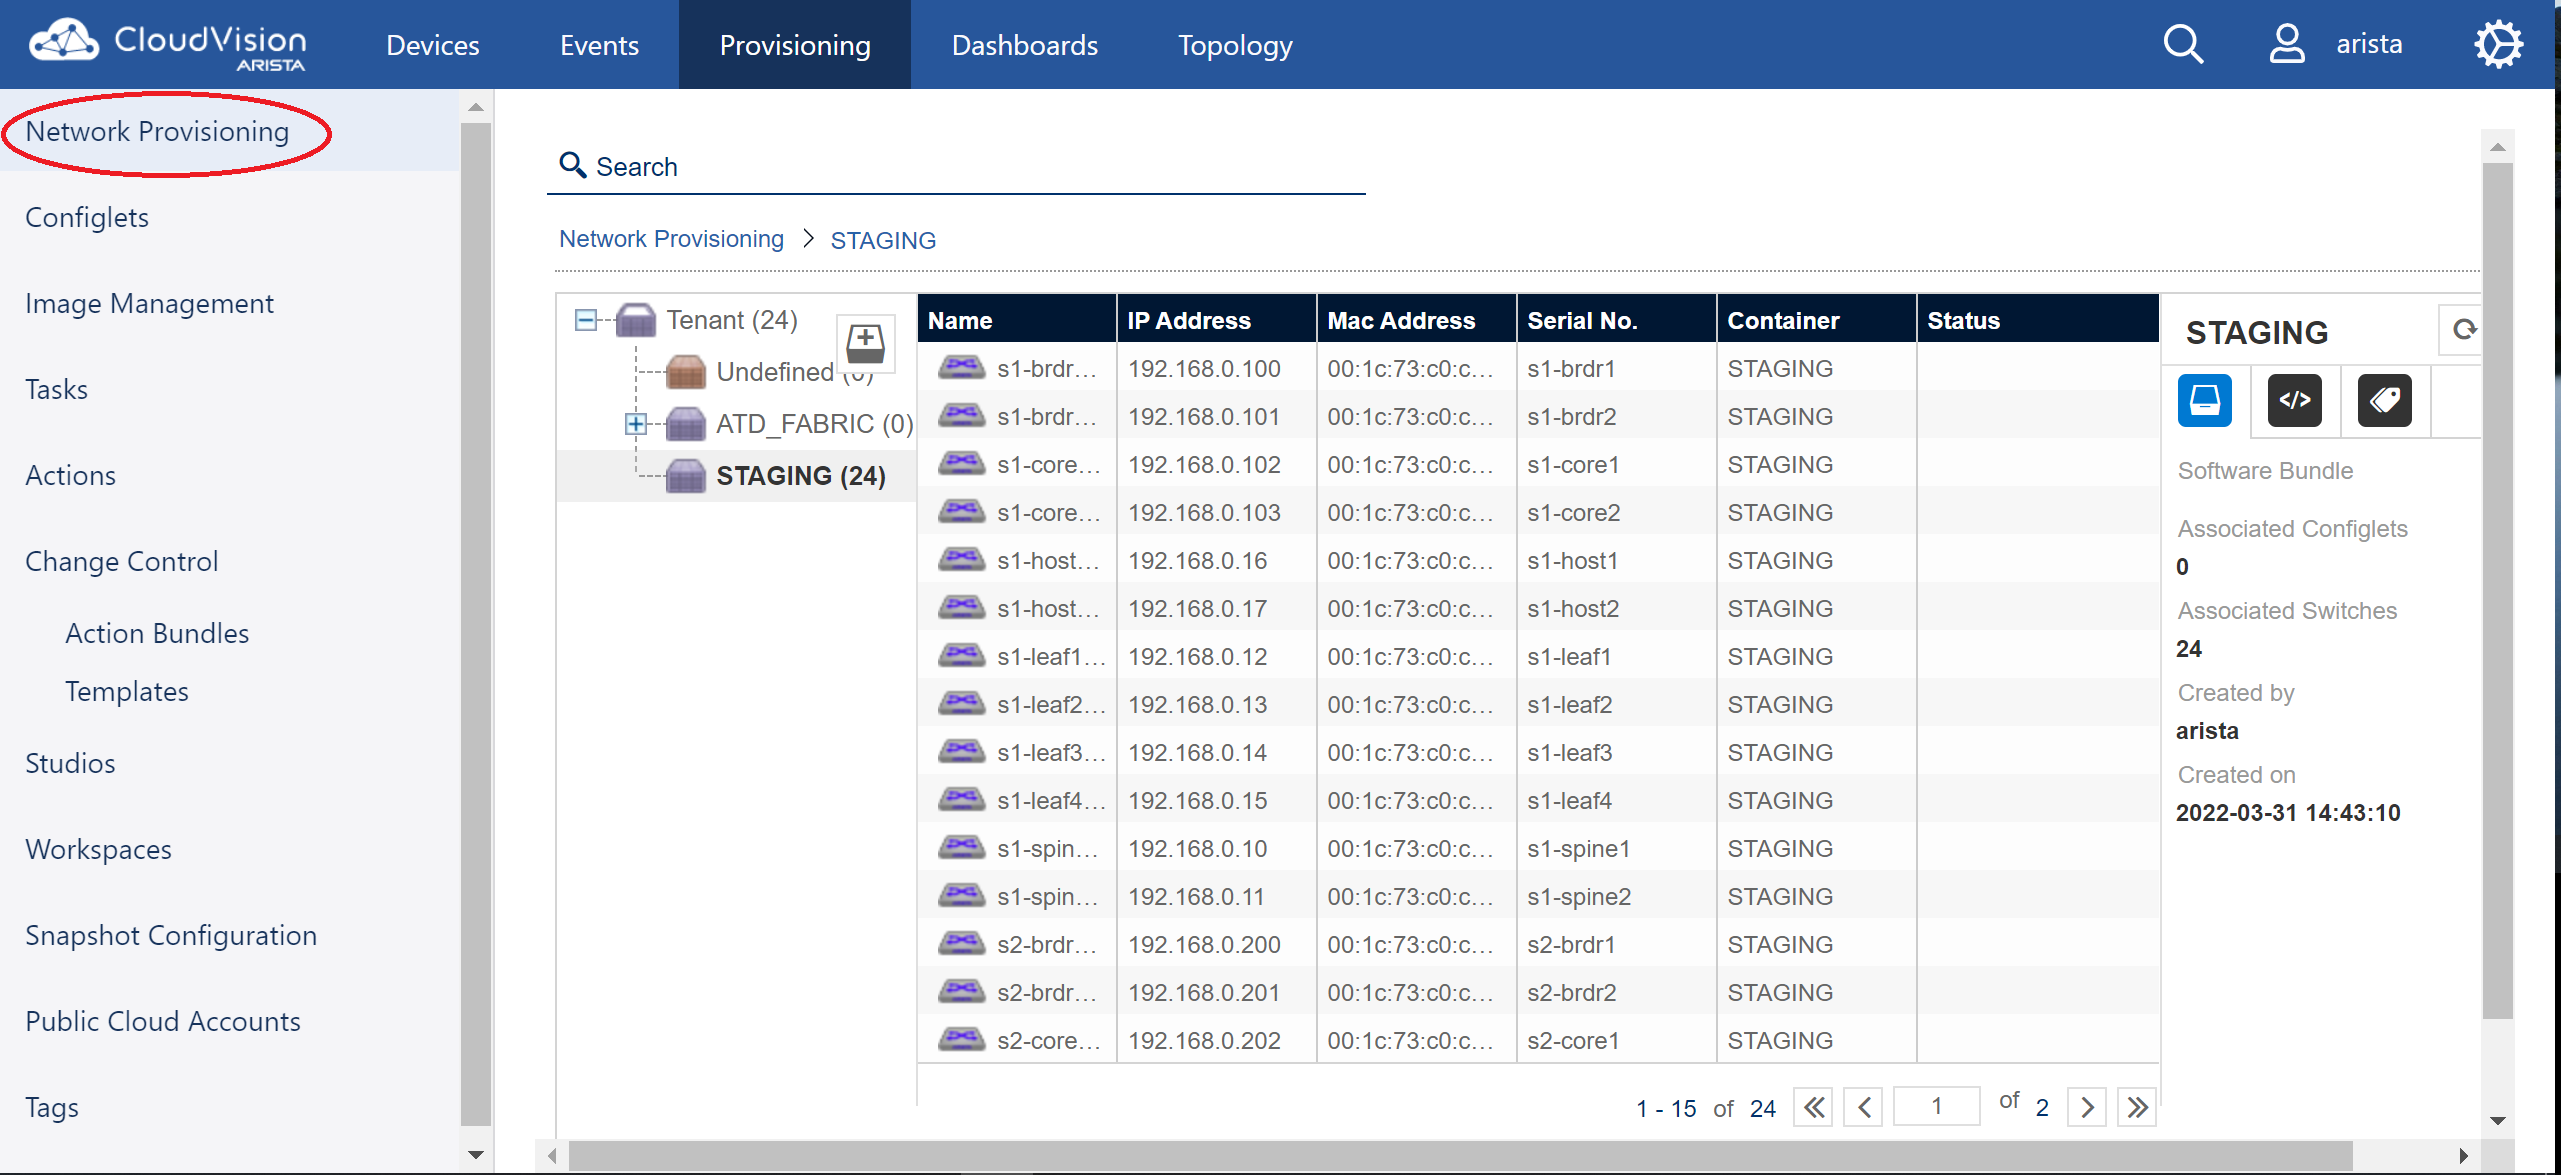 CloudVision
ARISTA
Devices
Events
Provisioning
Dashboards
Topology
arista
Network Provisioning
Configlets
Image Management
Tasks
Actions
Change Control
Action Bundles
Templates
Studios
Workspaces
Snapshot Configuration
Public Cloud Accounts
Tags
Search
Network Provisioning > STAGING
Tenant (24)
Undefined (0)
ATD_FABRIC (0)
STAGING (24)
Name IP Address Mac Address Serial No. Container Status
s1-brdr... 192.168.0.100 00:1c:73:c0:c... s1-brdr1 STAGING
s1-brdr... 192.168.0.101 00:1c:73:c0:c... s1-brdr2 STAGING
s1-core... 192.168.0.102 00:1c:73:c0:c... s1-core1 STAGING
s1-core... 192.168.0.103 00:1c:73:c0:c... s1-core2 STAGING
s1-host... 192.168.0.16 00:1c:73:c0:c... s1-host1 STAGING
s1-host... 192.168.0.17 00:1c:73:c0:c... s1-host2 STAGING
s1-leaf1... 192.168.0.12 00:1c:73:c0:c... s1-leaf1 STAGING
s1-leaf2... 192.168.0.13 00:1c:73:c0:c... s1-leaf2 STAGING
s1-leaf3... 192.168.0.14 00:1c:73:c0:c... s1-leaf3 STAGING
s1-leaf4... 192.168.0.15 00:1c:73:c0:c... s1-leaf4 STAGING
s1-spin... 192.168.0.10 00:1c:73:c0:c... s1-spine1 STAGING
s1-spin... 192.168.0.11 00:1c:73:c0:c... s1-spine2 STAGING
s2-brdr... 192.168.0.200 00:1c:73:c0:c... s2-brdr1 STAGING
s2-brdr... 192.168.0.201 00:1c:73:c0:c... s2-brdr2 STAGING
s2-core... 192.168.0.202 00:1c:73:c0:c... s2-core1 STAGING
1 - 15 of 24 1 of 2
STAGING
</>
Software Bundle
Associated Configlets
0
Associated Switches
24
Created by
arista
Created on
2022-03-31 14:43:10